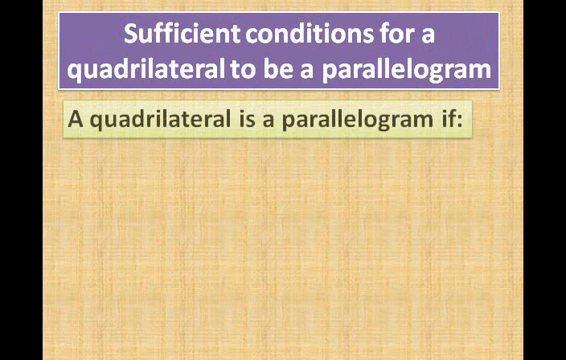 Sufficient conditions for a
quadrilateral to be a parallelogram
A quadrilateral is a parallelogram if: